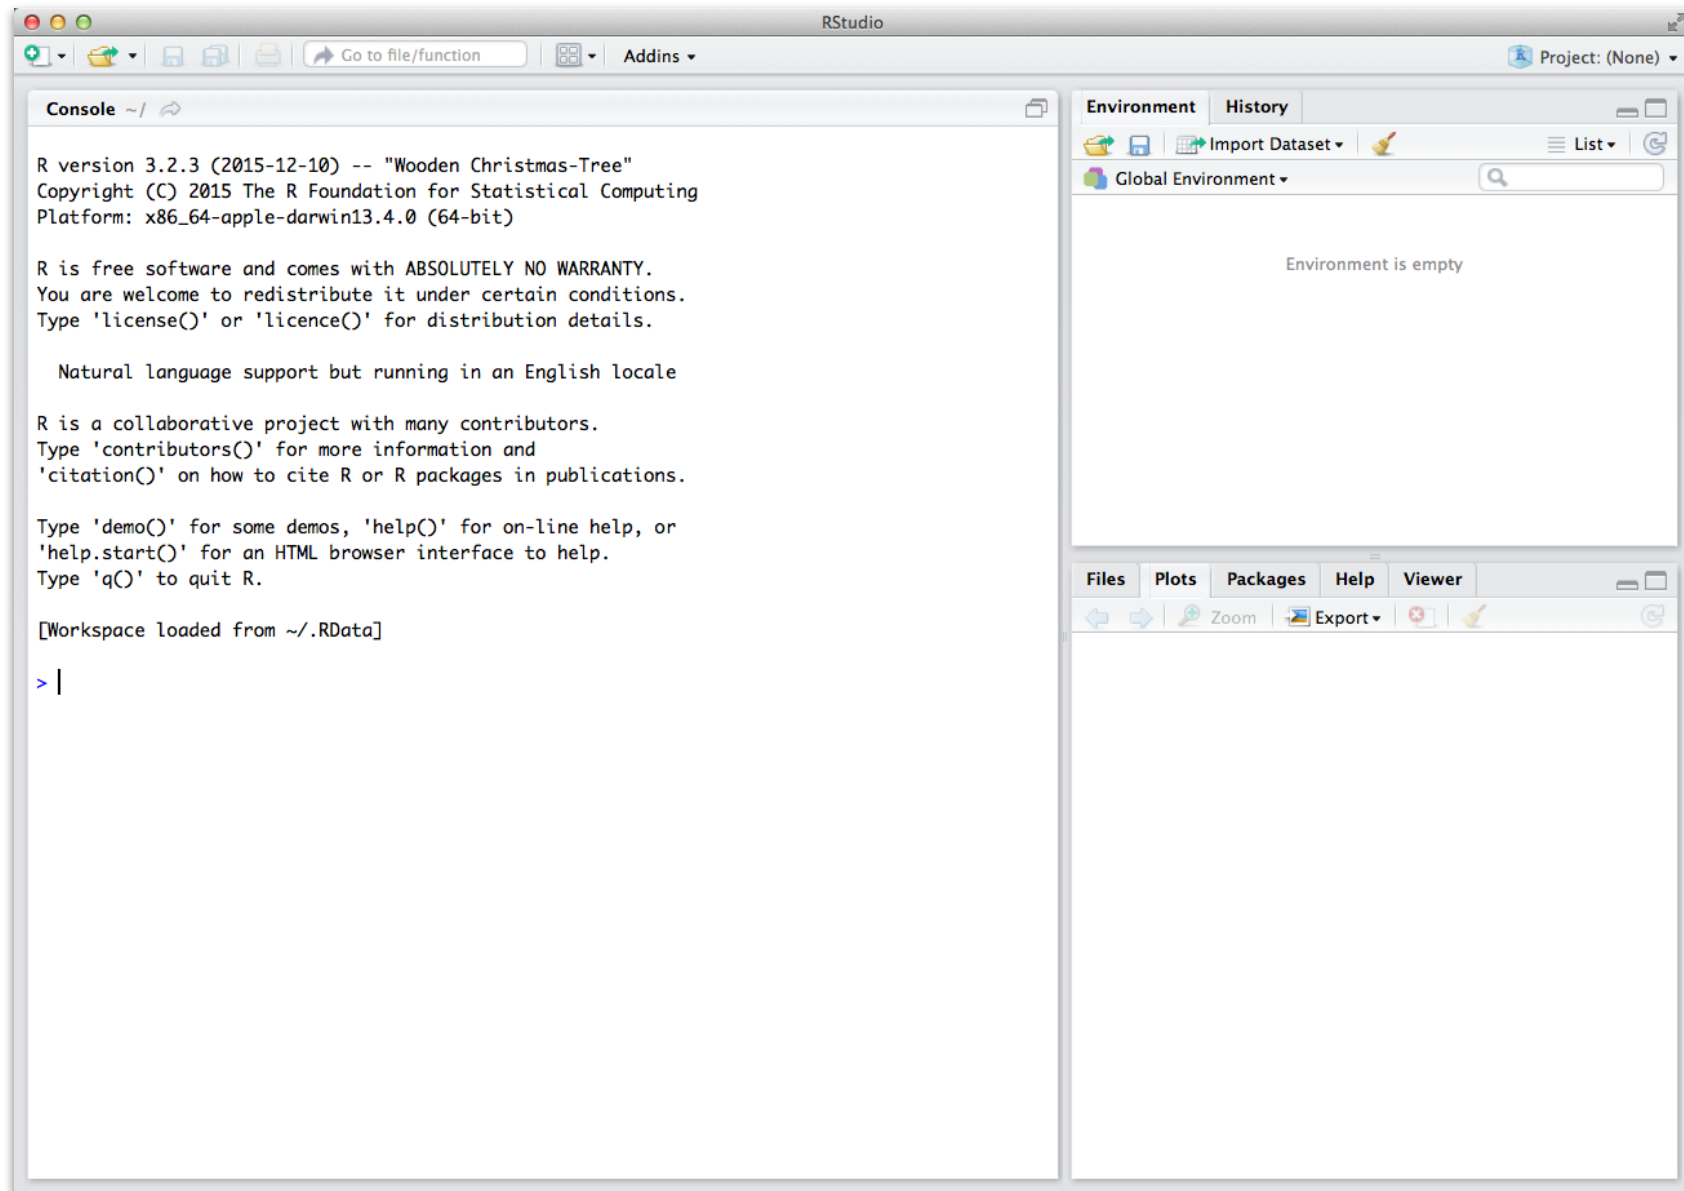 RStudio
Go to file/function
Addins
Project: (None)
Console ~/
R version 3.2.3 (2015-12-10) -- "Wooden Christmas-Tree"
Copyright (C) 2015 The R Foundation for Statistical Computing
Platform: x86_64-apple-darwin13.4.0 (64-bit)
R is free software and comes with ABSOLUTELY NO WARRANTY.
You are welcome to redistribute it under certain conditions.
Type 'license()' or 'licence()' for distribution details.
Natural language support but running in an English locale
R is a collaborative project with many contributors.
Type 'contributors()' for more information and
'citation()' on how to cite R or R packages in publications.
Type 'demo()' for some demos, 'help()' for on-line help, or
'help.start()' for an HTML browser interface to help.
Type 'q()' to quit R.
[Workspace loaded from ~/.RData]
>
Environment History
Import Dataset List
Global Environment
Environment is empty
Files Plots Packages Help Viewer
Zoom Export